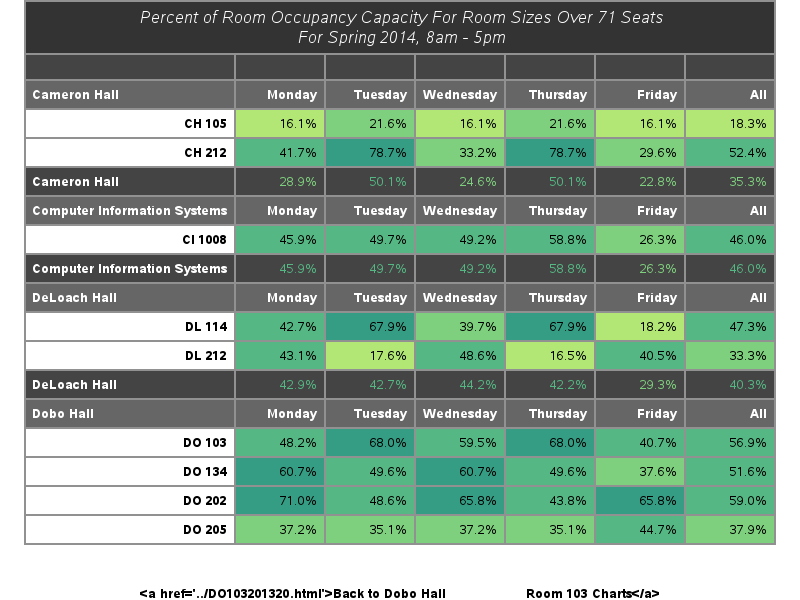 Percent of Room Occupancy Capacity For Room Sizes Over 71 Seats
For Spring 2014, 8am - 5pm
Cameron Hall Monday Tuesday Wednesday Thursday Friday All
CH 105 16.1% 21.6% 16.1% 21.6% 16.1% 18.3%
CH 212 41.7% 78.7% 33.2% 78.7% 29.6% 52.4%
Cameron Hall 28.9% 50.1% 24.6% 50.1% 22.8% 35.3%
Computer Information Systems Monday Tuesday Wednesday Thursday Friday All
CI 1008 45.9% 49.7% 49.2% 58.8% 26.3% 46.0%
Computer Information Systems 45.9% 49.7% 49.2% 58.8% 26.3% 46.0%
DeLoach Hall Monday Tuesday Wednesday Thursday Friday All
DL 114 42.7% 67.9% 39.7% 67.9% 18.2% 47.3%
DL 212 43.1% 17.6% 48.6% 16.5% 40.5% 33.3%
DeLoach Hall 42.9% 42.7% 44.2% 42.2% 29.3% 40.3%
Dobo Hall Monday Tuesday Wednesday Thursday Friday All
DO 103 48.2% 68.0% 59.5% 68.0% 40.7% 56.9%
DO 134 60.7% 49.6% 60.7% 49.6% 37.6% 51.6%
DO 202 71.0% 48.6% 65.8% 43.8% 65.8% 59.0%
DO 205 37.2% 35.1% 37.2% 35.1% 44.7% 37.9%
<a href='../DO103201320.html'>Back to Dobo Hall Room 103 Charts</a>